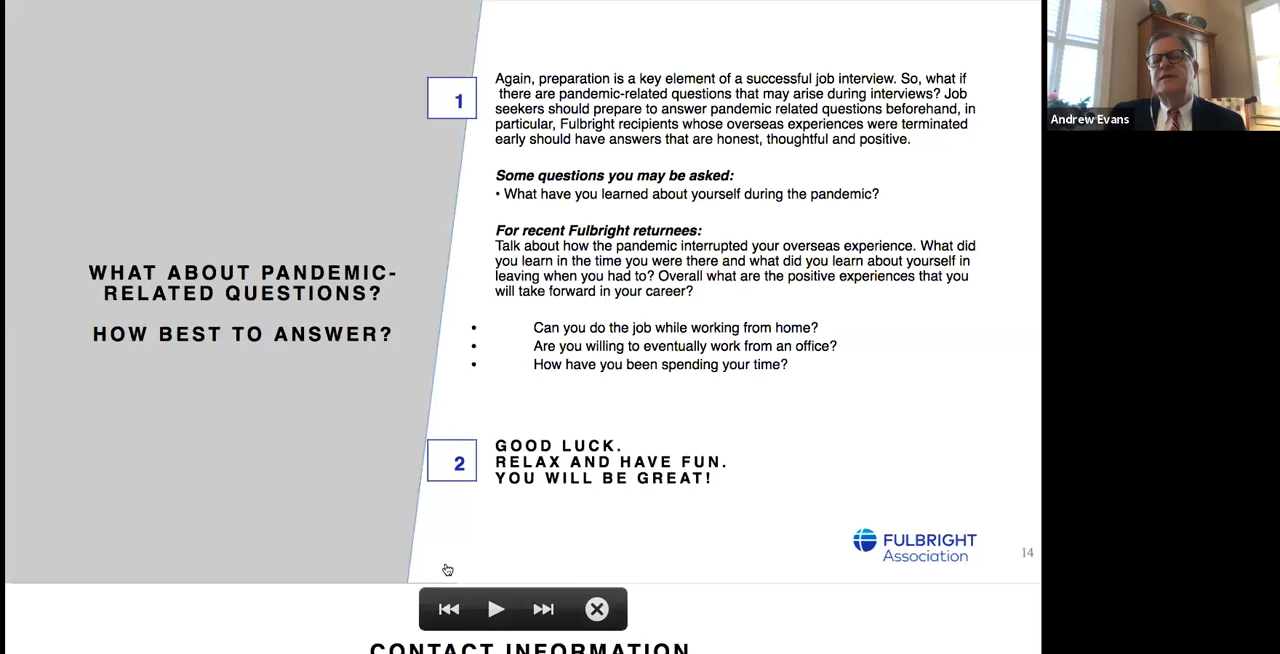 WHAT ABOUT PANDEMIC-
RELATED QUESTIONS?
HOW BEST TO ANSWER?
1
Again, preparation is a key element of a successful job interview. So, what if
there are pandemic-related questions that may arise during interviews? Job
seekers should prepare to answer pandemic related questions beforehand, in
particular, Fulbright recipients whose overseas experiences were terminated
early should have answers that are honest, thoughtful and positive.
Some questions you may be asked:
• What have you learned about yourself during the pandemic?
For recent Fulbright returnees:
Talk about how the pandemic interrupted your overseas experience. What did
you learn in the time you were there and what did you learn about yourself in
leaving when you had to? Overall what are the positive experiences that you
will take forward in your career?
• Can you do the job while working from home?
• Are you willing to eventually work from an office?
• How have you been spending your time?
2
GOOD LUCK.
RELAX AND HAVE FUN.
YOU WILL BE GREAT!
FULBRIGHT
Association
14
CONTACT INFORMATION
Andrew Evans